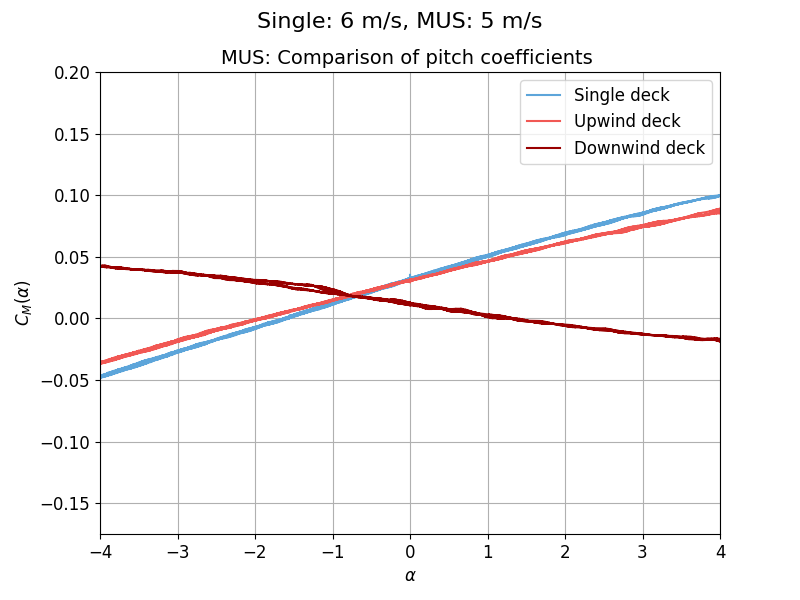 Single: 6 m/s, MUS: 5 m/s
MUS: Comparison of pitch coefficients
Single deck
Upwind deck
Downwind deck
0.20
0.15
0.10
0.05
0.00
−0.05
−0.10
−0.15
C_M(α)
−4 −3 −2 −1 0 1 2 3 4
α